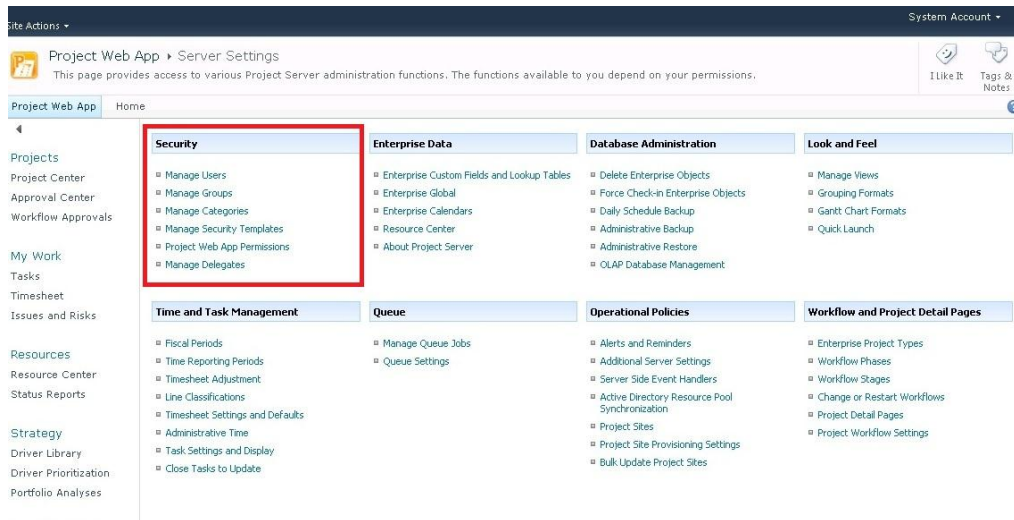 Site Actions
System Account
Project Web App ▸ Server Settings
This page provides access to various Project Server administration functions. The functions available to you depend on your permissions.
I Like It
Tags &
Notes
Project Web App
Home
Projects
Project Center
Approval Center
Workflow Approvals
My Work
Tasks
Timesheet
Issues and Risks
Resources
Resource Center
Status Reports
Strategy
Driver Library
Driver Prioritization
Portfolio Analyses
Security
Manage Users
Manage Groups
Manage Categories
Manage Security Templates
Project Web App Permissions
Manage Delegates
Enterprise Data
Enterprise Custom Fields and Lookup Tables
Enterprise Global
Enterprise Calendars
Resource Center
About Project Server
Database Administration
Delete Enterprise Objects
Force Check-in Enterprise Objects
Daily Schedule Backup
Administrative Backup
Administrative Restore
OLAP Database Management
Look and Feel
Manage Views
Grouping Formats
Gantt Chart Formats
Quick Launch
Time and Task Management
Fiscal Periods
Time Reporting Periods
Timesheet Adjustment
Line Classifications
Timesheet Settings and Defaults
Administrative Time
Task Settings and Display
Close Tasks to Update
Queue
Manage Queue Jobs
Queue Settings
Operational Policies
Alerts and Reminders
Additional Server Settings
Server Side Event Handlers
Active Directory Resource Pool
Synchronization
Project Sites
Project Site Provisioning Settings
Bulk Update Project Sites
Workflow and Project Detail Pages
Enterprise Project Types
Workflow Phases
Workflow Stages
Change or Restart Workflows
Project Detail Pages
Project Workflow Settings